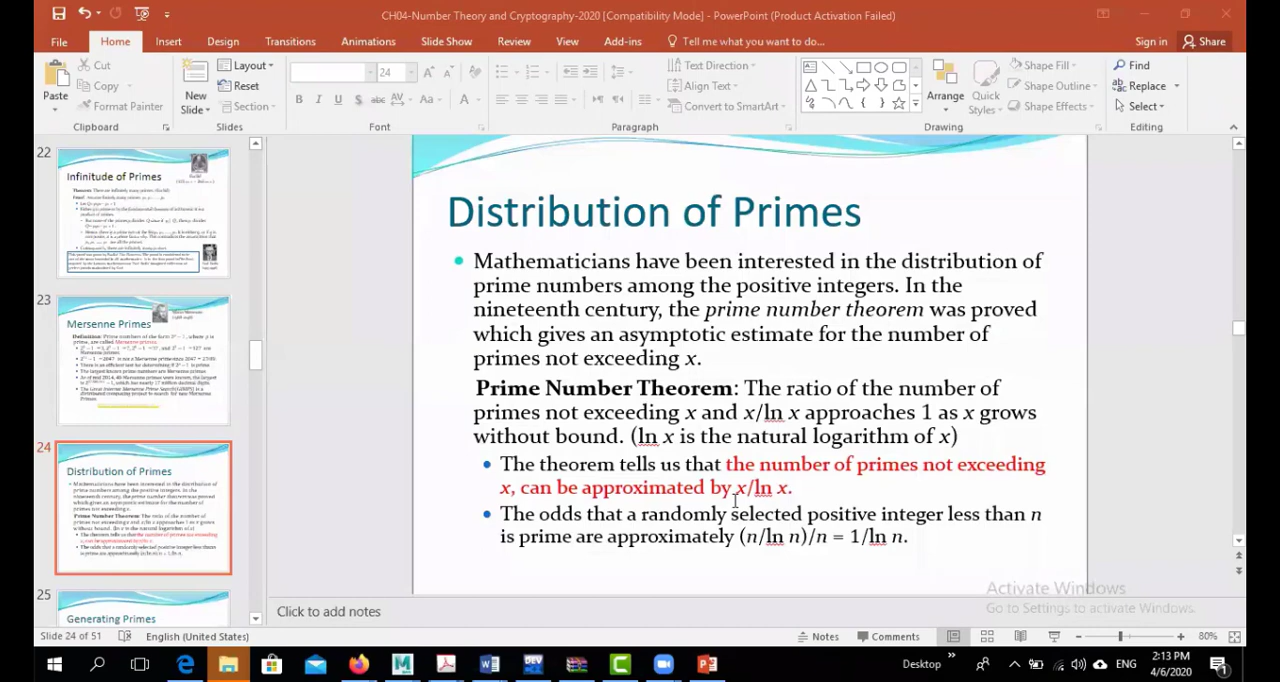 CH04-Number Theory and Cryptography-2020 [Compatibility Mode] - PowerPoint (Product Activation Failed)
File Home Insert Design Transitions Animations Slide Show Review View Add-ins Tell me what you want to do... Sign in Share
Cut
Copy
Format Painter
Paste
Clipboard
New
Slide
Layout
Reset
Section
Slides
24
Font
Text Direction
Align Text
Convert to SmartArt
Paragraph
Arrange
Quick
Styles
Shape Fill
Shape Outline
Shape Effects
Drawing
Find
Replace
Select
Editing
22
Infinitude of Primes
23
Mersenne Primes
24
Distribution of Primes
25
Generating Primes
Distribution of Primes
Mathematicians have been interested in the distribution of
prime numbers among the positive integers. In the
nineteenth century, the prime number theorem was proved
which gives an asymptotic estimate for the number of
primes not exceeding x.
Prime Number Theorem: The ratio of the number of
primes not exceeding x and x/ln x approaches 1 as x grows
without bound. (ln x is the natural logarithm of x)
The theorem tells us that the number of primes not exceeding
x, can be approximated by x/ln x.
The odds that a randomly selected positive integer less than n
is prime are approximately (n/ln n)/n = 1/ln n.
Activate Windows
Go to Settings to activate Windows.
Click to add notes
Slide 24 of 51 English (United States) Notes Comments 80%
Desktop ENG 2:13 PM
4/6/2020